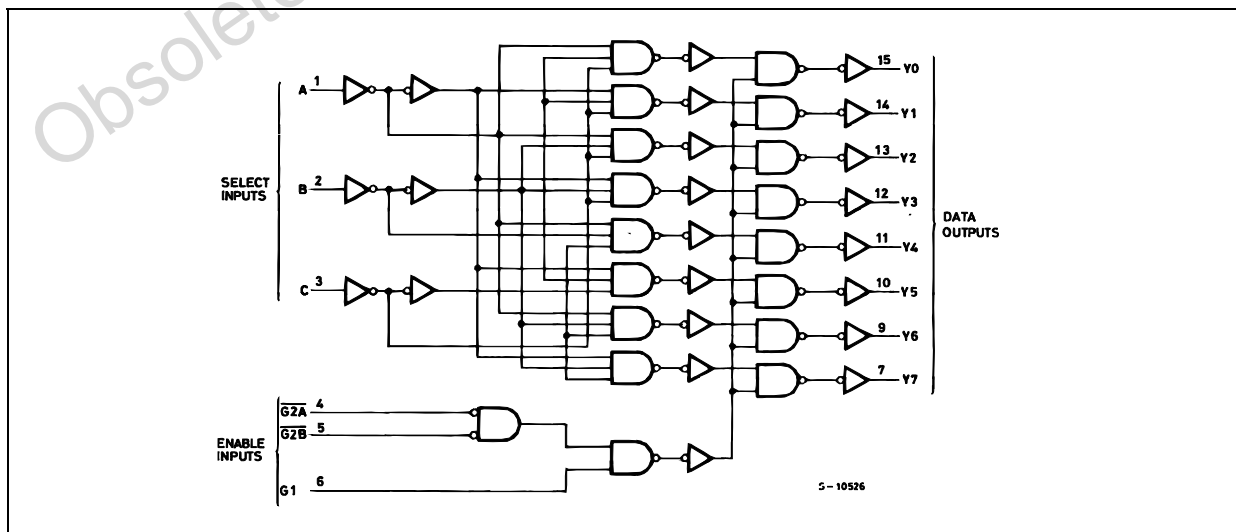 Obsolete
A 1
SELECT
INPUTS
B 2
C 3
15 Y0
14 Y1
13 Y2
12 Y3
DATA
OUTPUTS
11 Y4
10 Y5
9 Y6
7 Y7
G2A 4
G2B 5
ENABLE
INPUTS
G1 6
S-10526